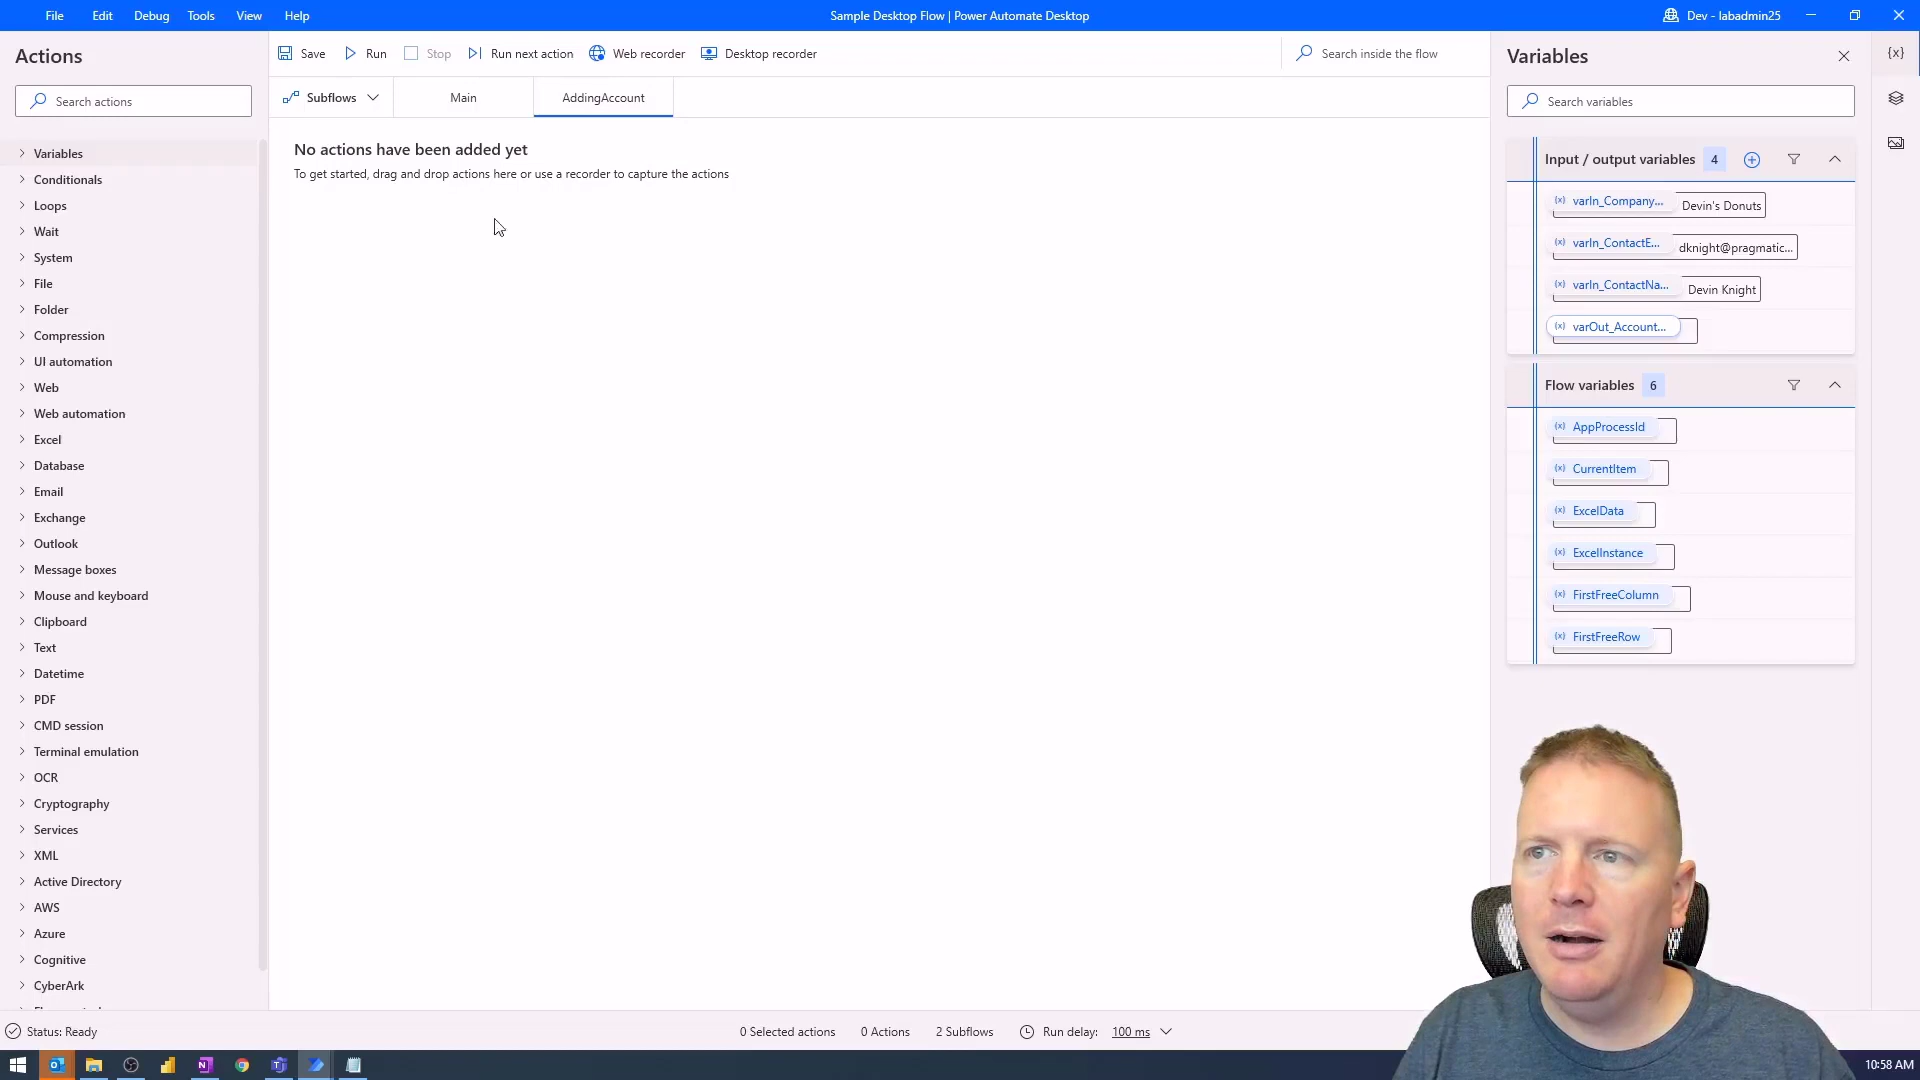 File Edit Debug Tools View Help
Sample Desktop Flow | Power Automate Desktop
Dev - labadmin25
Actions
Search actions
Variables
Conditionals
Loops
Wait
System
File
Folder
Compression
UI automation
Web
Web automation
Excel
Database
Email
Exchange
Outlook
Message boxes
Mouse and keyboard
Clipboard
Text
Datetime
PDF
CMD session
Terminal emulation
OCR
Cryptography
Services
XML
Active Directory
AWS
Azure
Cognitive
CyberArk
Save Run Stop Run next action Web recorder Desktop recorder
Search inside the flow
Subflows Main AddingAccount
No actions have been added yet
To get started, drag and drop actions here or use a recorder to capture the actions
Variables
{x}
Search variables
Input / output variables 4
(x) varIn_Company... Devin's Donuts
(x) varIn_ContactE... dknight@pragmatic...
(x) varIn_ContactNa... Devin Knight
(x) varOut_Account...
Flow variables 6
(x) AppProcessId
(x) CurrentItem
(x) ExcelData
(x) ExcelInstance
(x) FirstFreeColumn
(x) FirstFreeRow
Status: Ready
0 Selected actions 0 Actions 2 Subflows Run delay: 100 ms
10:58 AM